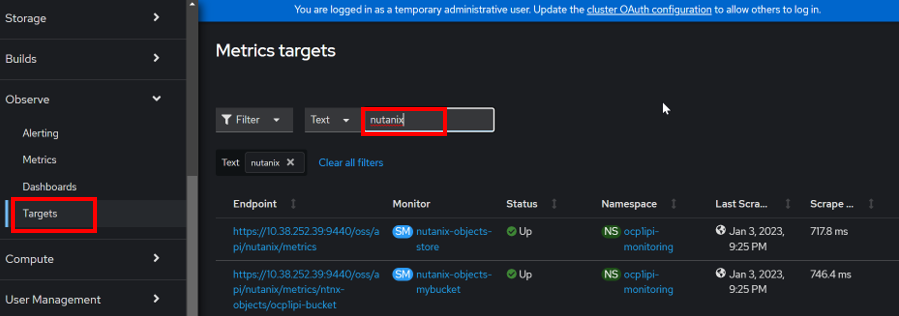 You are logged in as a temporary administrative user. Update the cluster OAuth configuration to allow others to log in.
Storage
Builds
Observe
Alerting
Metrics
Dashboards
Targets
Compute
User Management
Metrics targets
Filter Text nutanix
Text nutanix Clear all filters
Endpoint Monitor Status Namespace Last Scra... Scrape ...
https://10.38.252.39:9440/oss/a SM nutanix-objects- Up NS ocp1ipi- Jan 3, 2023, 717.8 ms
pi/nutanix/metrics store monitoring 9:25 PM
https://10.38.252.39:9440/oss/a SM nutanix-objects- Up NS ocp1ipi- Jan 3, 2023, 746.4 ms
pi/nutanix/metrics/ntnx- mybucket monitoring 9:25 PM
objects/ocp1ipi-bucket